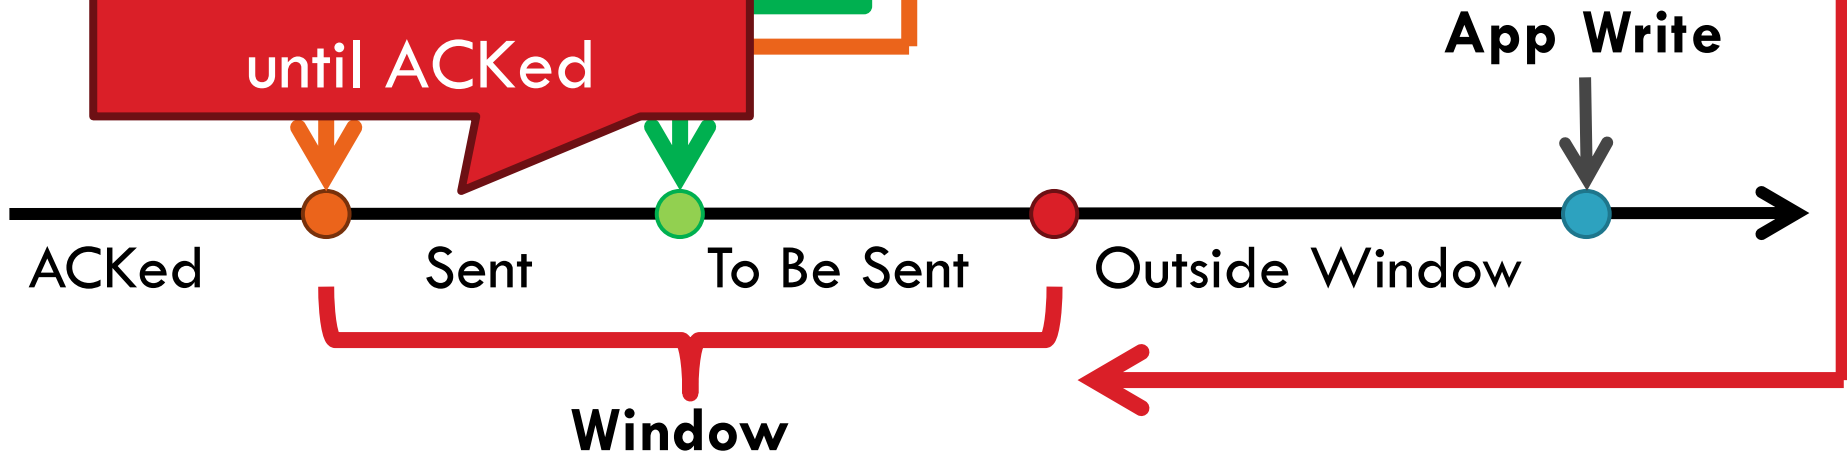 App Write
until ACKed
ACKed
Sent
To Be Sent
Outside Window
Window